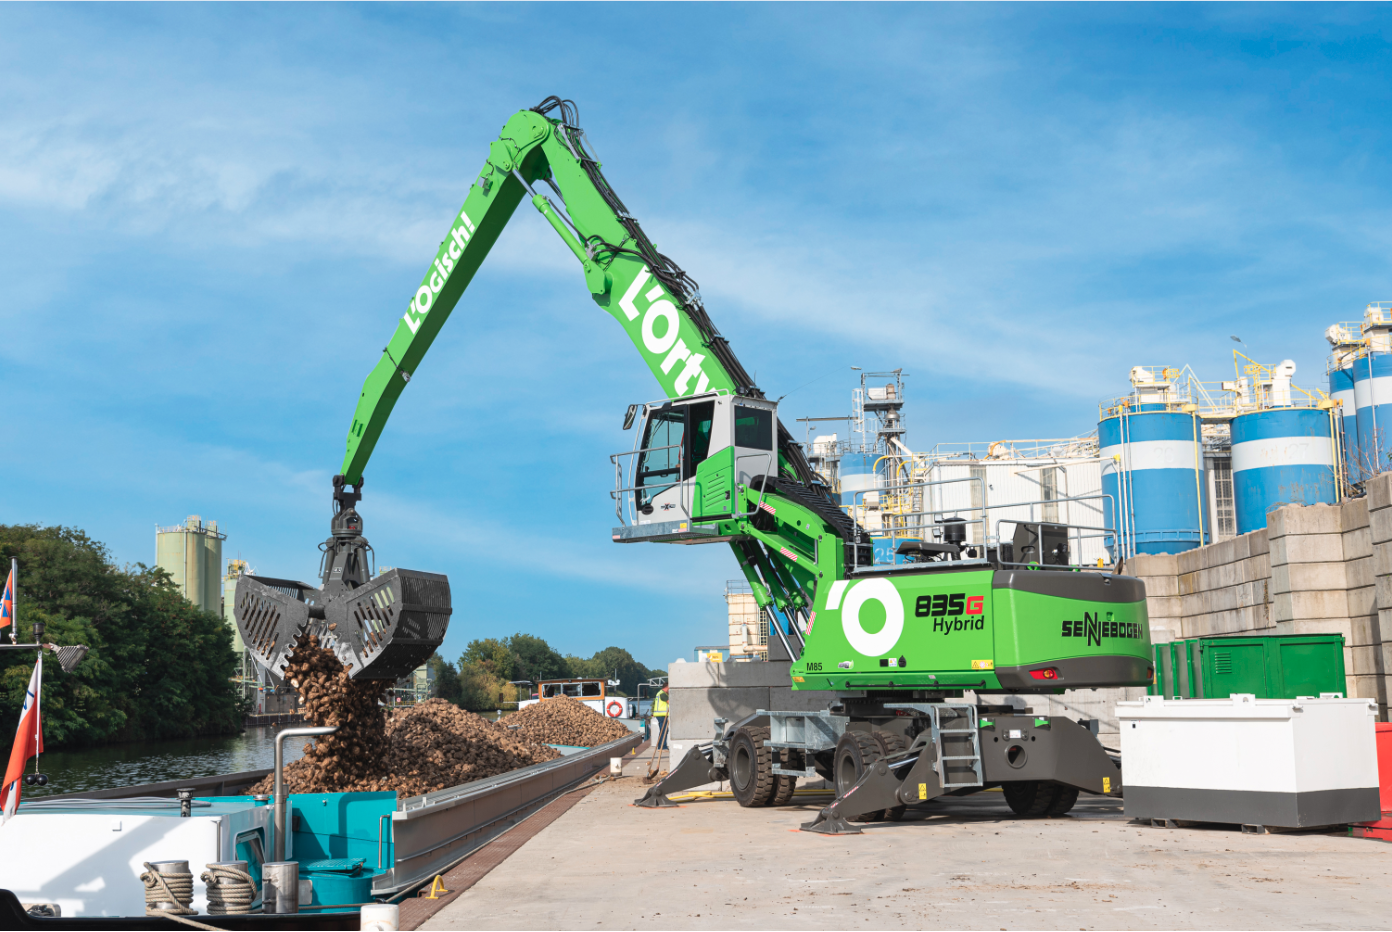 L'Ogisch!
L'Orty
835G
Hybrid
SENNEBOGEN
M85